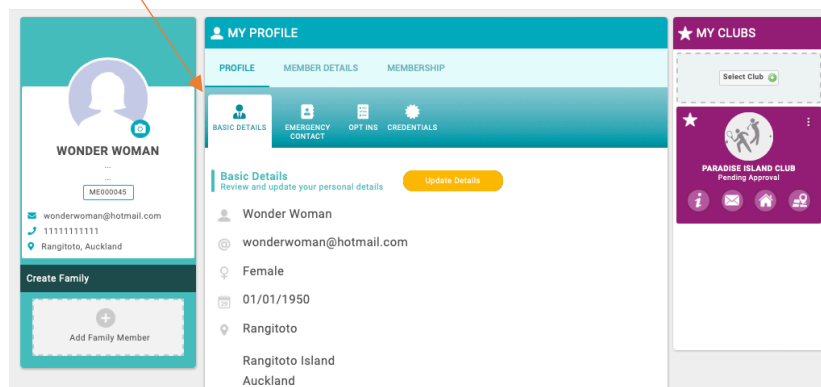 WONDER WOMAN
...
...
ME000045
wonderwoman@hotmail.com
11111111111
Rangitoto, Auckland
Create Family
Add Family Member
MY PROFILE
PROFILE MEMBER DETAILS MEMBERSHIP
BASIC DETAILS EMERGENCY CONTACT OPT INS CREDENTIALS
Basic Details
Review and update your personal details
Update Details
Wonder Woman
@ wonderwoman@hotmail.com
Female
29 01/01/1950
Rangitoto
Rangitoto Island
Auckland
MY CLUBS
Select Club
PARADISE ISLAND CLUB
Pending Approval
i